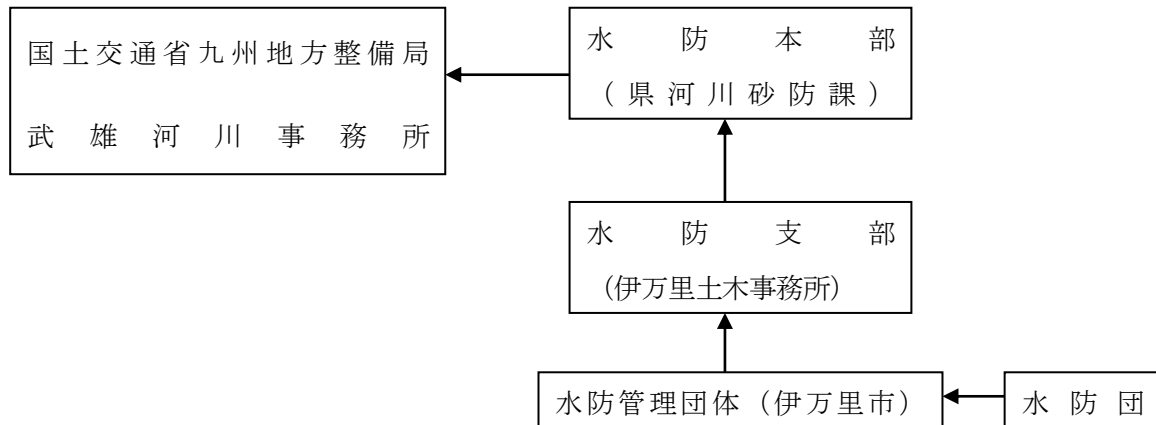 国土交通省九州地方整備局
武雄河川事務所
水防本部
（県河川砂防課）
水防支部
（伊万里土木事務所）
水防管理団体（伊万里市）
水防団